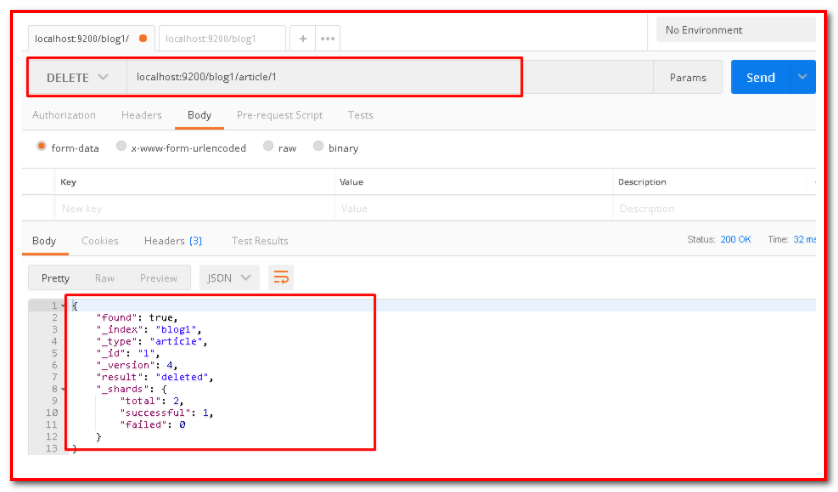 localhost:9200/blog1/ localhost:9200/blog1 + ••• No Environment
DELETE localhost:9200/blog1/article/1 Params Send
Authorization Headers Body Pre-request Script Tests
form-data x-www-form-urlencoded raw binary
Key Value Description
New key Value Description
Body Cookies Headers (3) Test Results Status: 200 OK Time: 32 ms
Pretty Raw Preview JSON
1 {
2 "found": true,
3 "_index": "blog1",
4 "_type": "article",
5 "_id": "1",
6 "_version": 4,
7 "result": "deleted",
8 "_shards": {
9 "total": 2,
10 "successful": 1,
11 "failed": 0
12 }
13 }